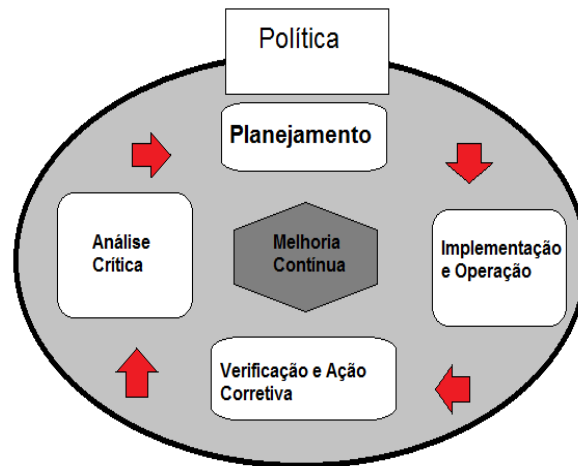 Política
Planejamento
Análise
Crítica
Melhoria
Contínua
Implementação
e Operação
Verificação e Ação
Corretiva